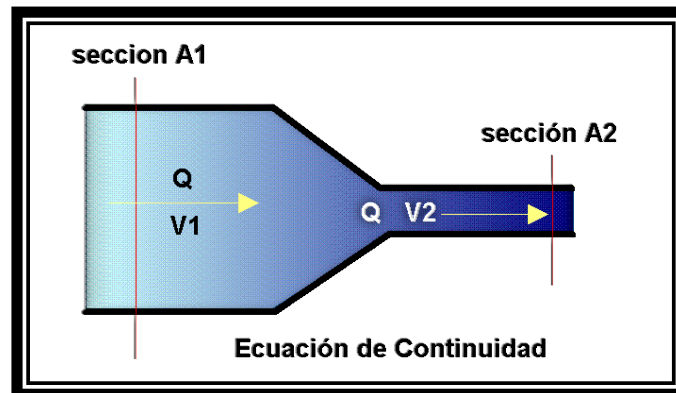 seccion A1
sección A2
Q
V1
Q V2
Ecuación de Continuidad